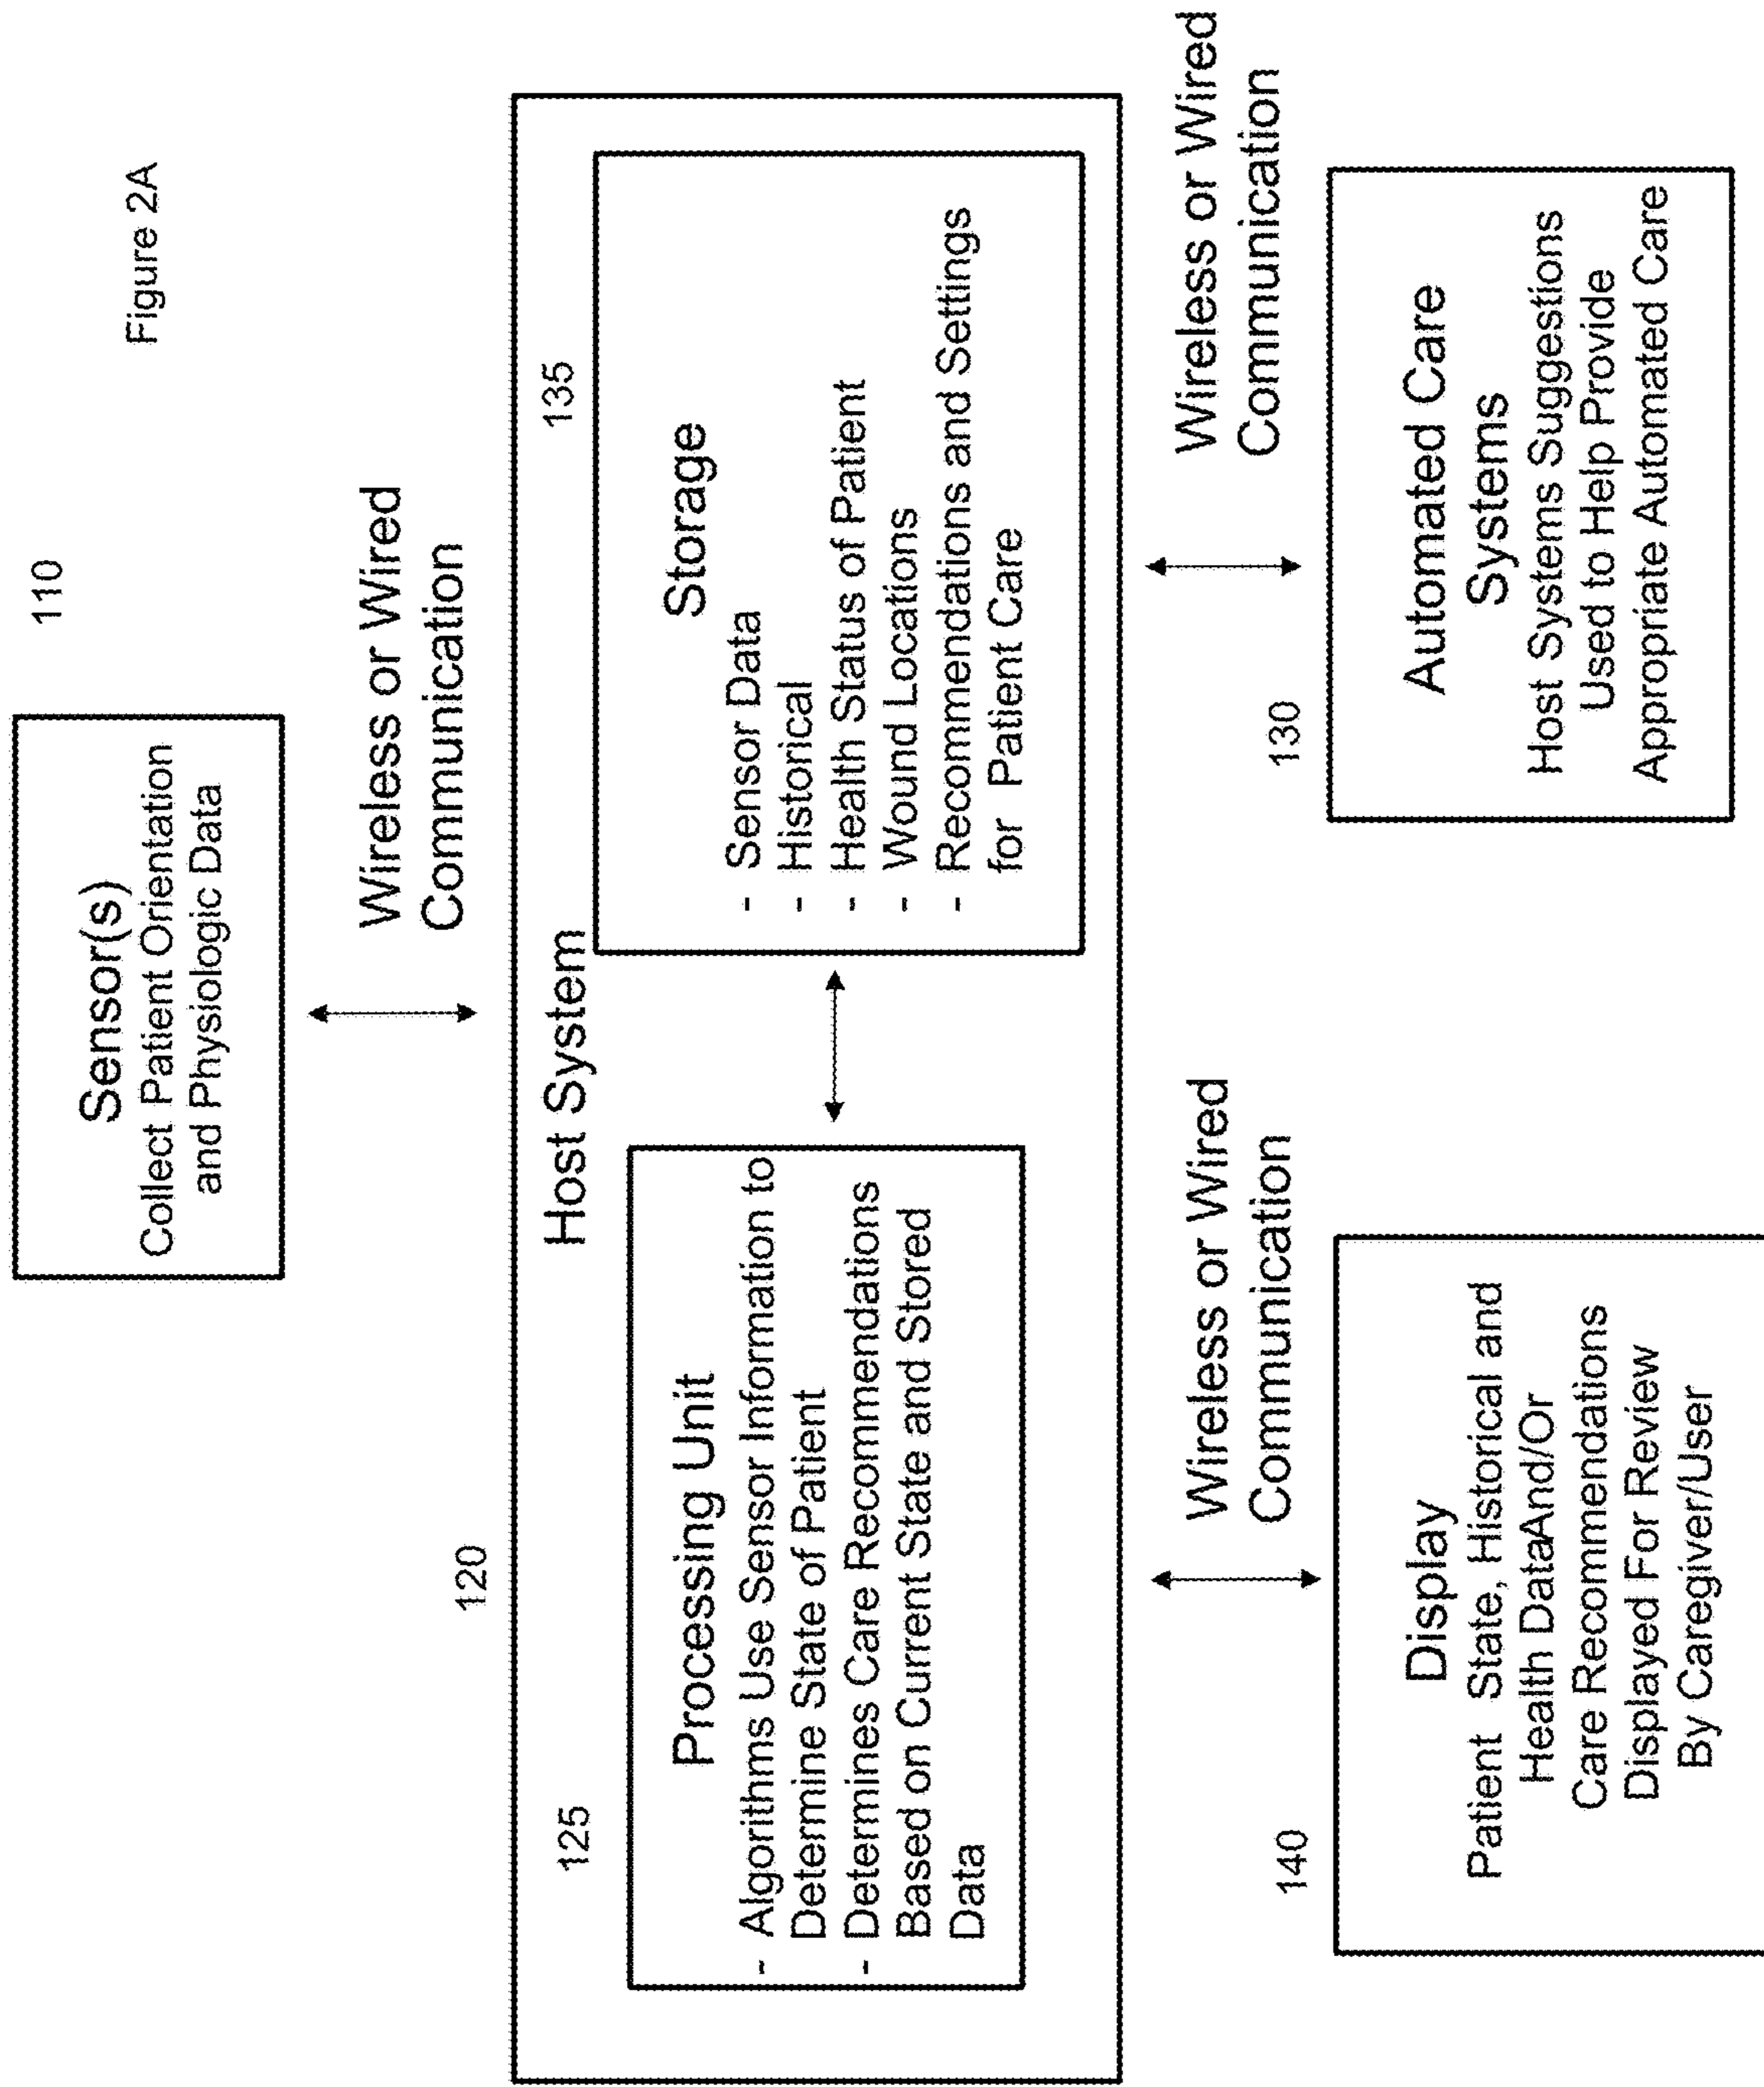 Figure 2A
110
Sensor(s)
Collect Patient Orientation
and Physiologic Data
Wireless or Wired
Communication
120
Host System
125
Processing Unit
- Algorithms Use Sensor Information to
Determine State of Patient
- Determines Care Recommendations
Based on Current State and Stored
Data
135
Storage
- Sensor Data
- Historical
- Health Status of Patient
- Wound Locations
- Recommendations and Settings
for Patient Care
Wireless or Wired
Communication
Wireless or Wired
Communication
140
Display
Patient State, Historical and
Health DataAnd/Or
Care Recommendations
Displayed For Review
By Caregiver/User
130
Automated Care
Systems
Host Systems Suggestions
Used to Help Provide
Appropriate Automated Care